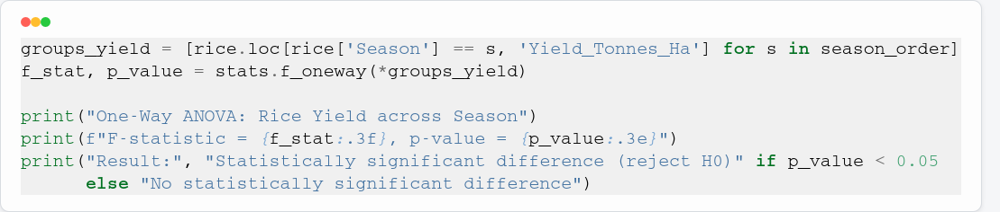 groups_yield = [rice.loc[rice['Season'] == s, 'Yield_Tonnes_Ha'] for s in season_order]
f_stat, p_value = stats.f_oneway(*groups_yield)

print("One-Way ANOVA: Rice Yield across Season")
print(f"F-statistic = {f_stat:.3f}, p-value = {p_value:.3e}")
print("Result:", "Statistically significant difference (reject H0)" if p_value < 0.05
      else "No statistically significant difference")